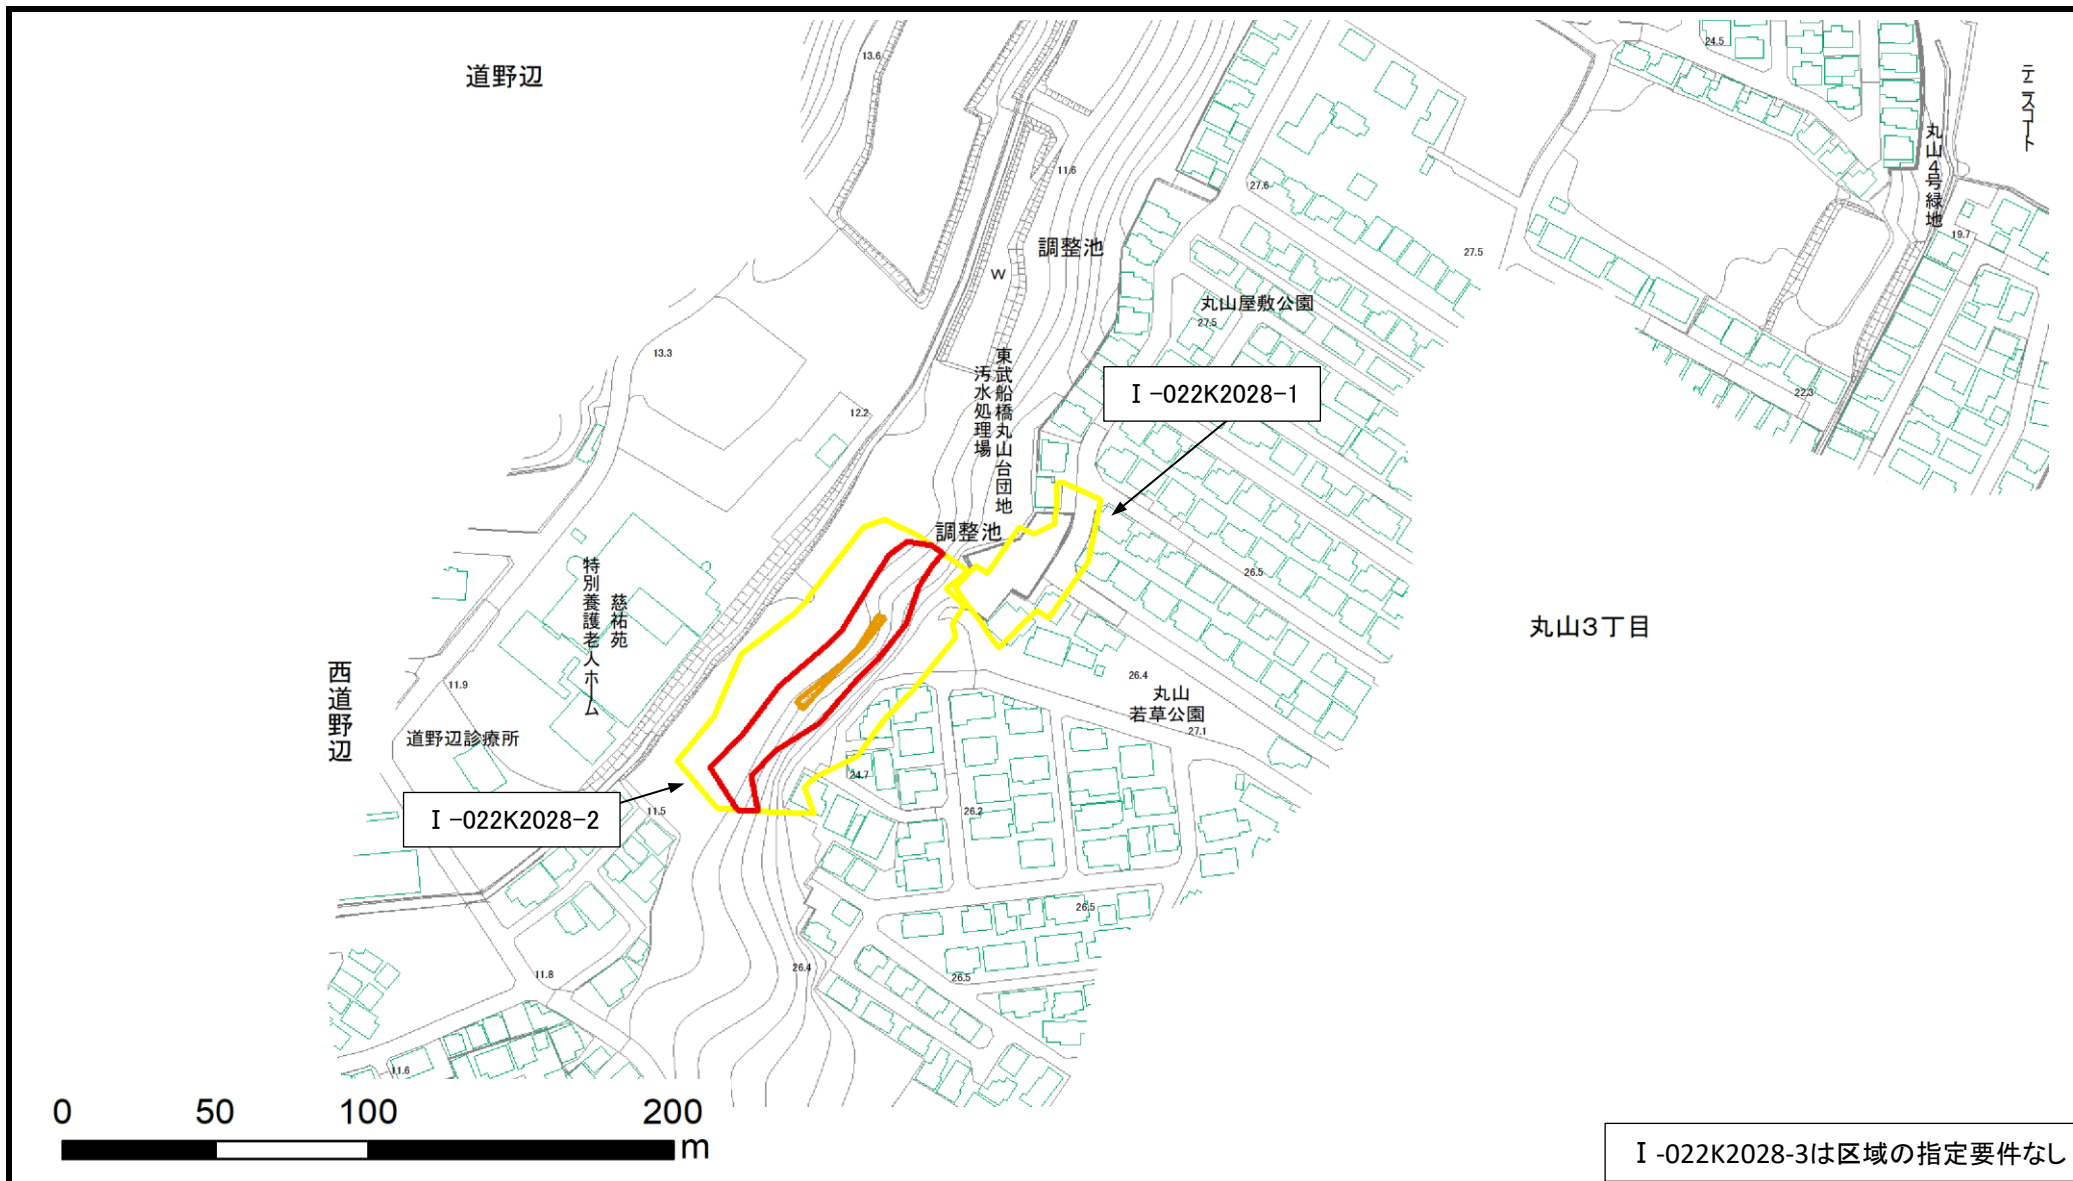 道野辺
13.6
24.5
テニスコート
丸山4号緑地
11.6
27.6
19.7
調整池
27.5
W
丸山屋敷公園
27.5
13.3
東武船橋丸山台団地
汚水処理場
Ⅰ-022K2028-1
22.3
12.2
調整池
26.5
特別養護老人ホーム
慈祐苑
丸山3丁目
西道野辺
11.9
26.4
丸山
若草公園
27.1
道野辺診療所
24.7
Ⅰ-022K2028-2
11.5
26.2
26.5
11.8
26.4
26.5
11.6
0 50 100 200
m
Ⅰ-022K2028-3は区域の指定要件なし